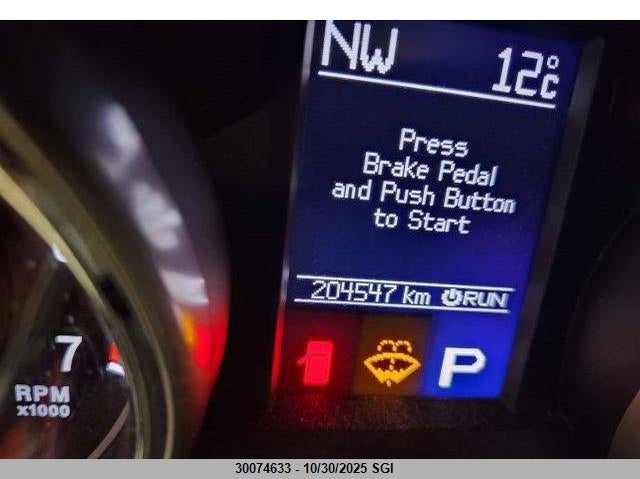 NW 12°C
Press
Brake Pedal
and Push Button
to Start
204547 km RUN
P
7
RPM
x1000
30074633 - 10/30/2025 SGI